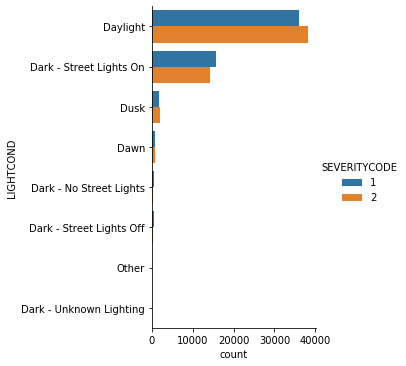 Daylight
Dark - Street Lights On
Dusk
Dawn
Dark - No Street Lights
Dark - Street Lights Off
Other
Dark - Unknown Lighting
LIGHTCOND
0 10000 20000 30000 40000
count
SEVERITYCODE
1
2